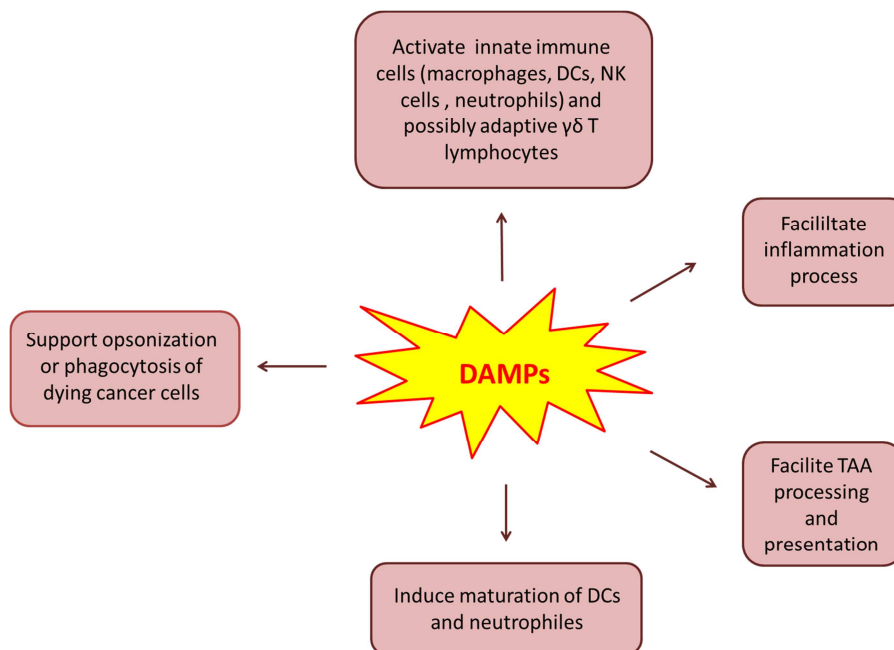 Activate innate immune
cells (macrophages, DCs, NK
cells , neutrophils) and
possibly adaptive γδ T
lymphocytes
Facililtate
inflammation
process
Support opsonization
or phagocytosis of
dying cancer cells
DAMPs
Facilite TAA
processing
and
presentation
Induce maturation of DCs
and neutrophiles